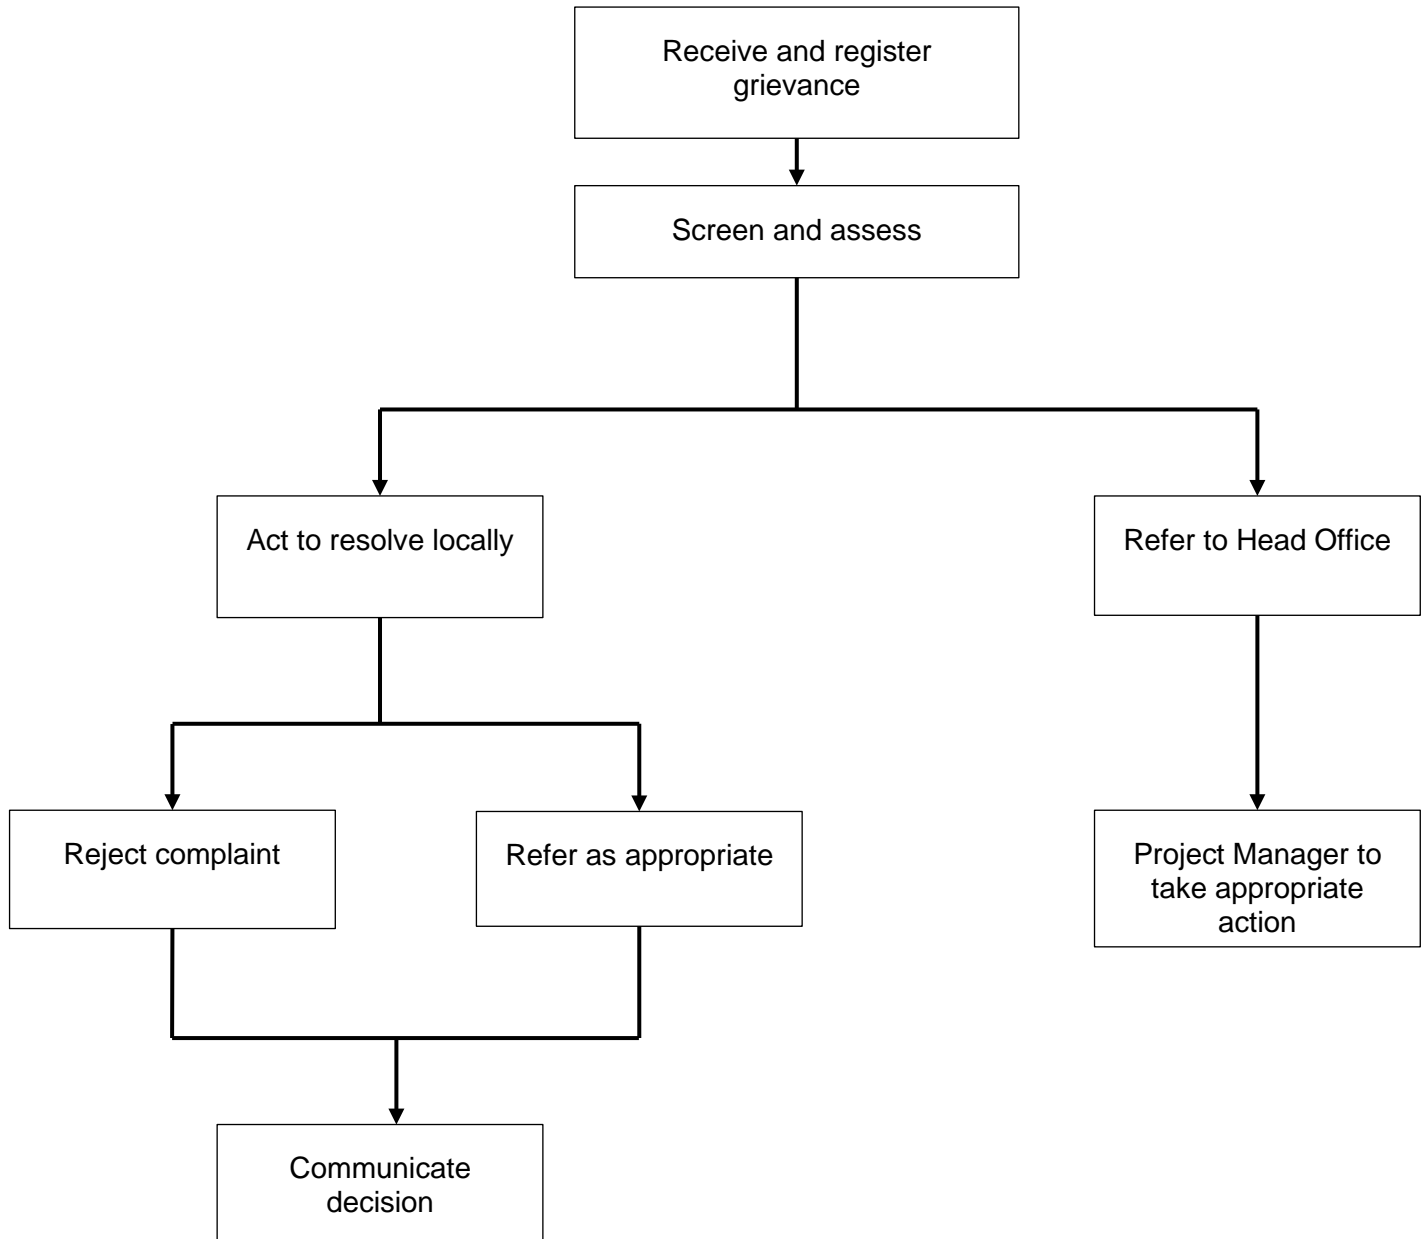 Receive and register
grievance
Screen and assess
Act to resolve locally
Refer to Head Office
Reject complaint
Refer as appropriate
Project Manager to
take appropriate
action
Communicate
decision